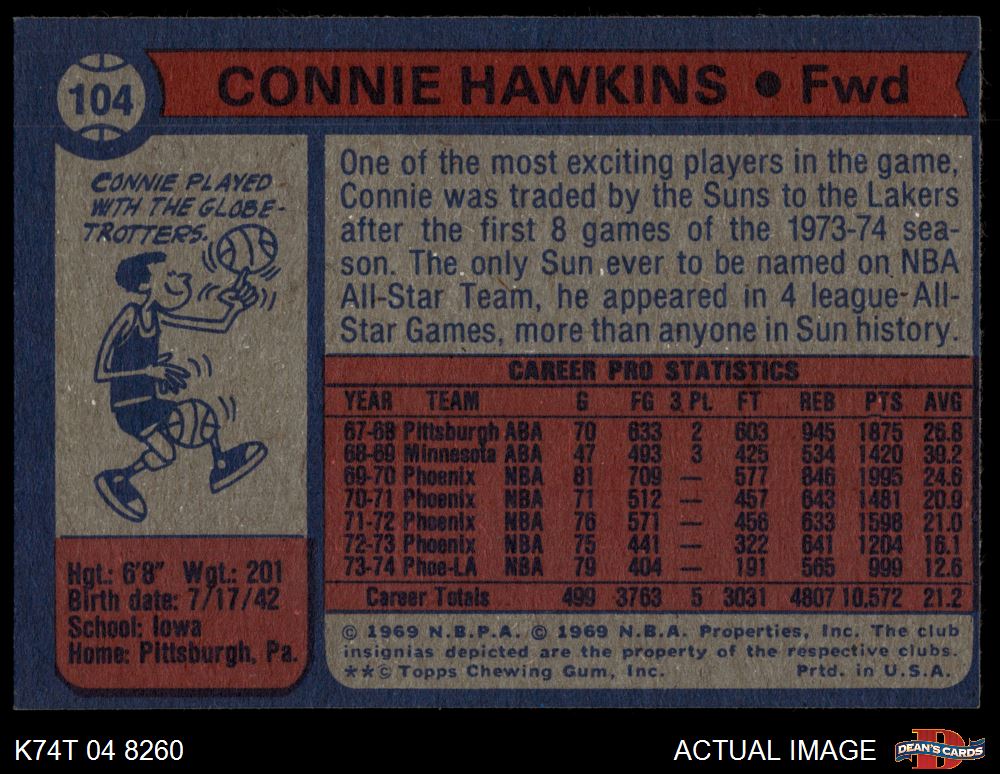 104
CONNIE HAWKINS • Fwd
CONNIE PLAYED
WITH THE GLOBE-
TROTTERS.
One of the most exciting players in the game,
Connie was traded by the Suns to the Lakers
after the first 8 games of the 1973-74 sea-
son. The only Sun ever to be named on NBA
All-Star Team, he appeared in 4 league All-
Star Games, more than anyone in Sun history.
CAREER PRO STATISTICS
YEAR TEAM G FG 3 PL FT REB PTS AVG
67-68 Pittsburgh ABA 70 633 2 603 945 1875 26.8
68-69 Minnesota ABA 47 493 3 425 534 1420 30.2
69-70 Phoenix NBA 81 709 — 577 846 1995 24.6
70-71 Phoenix NBA 71 512 — 457 643 1481 20.9
71-72 Phoenix NBA 76 571 — 456 633 1598 21.0
72-73 Phoenix NBA 75 441 — 322 641 1204 16.1
73-74 Phoe-LA NBA 79 404 — 191 565 999 12.6
Career Totals 499 3763 5 3031 4807 10,572 21.2
Hgt.: 6'8" Wgt.: 201
Birth date: 7/17/42
School: Iowa
Home: Pittsburgh, Pa.
© 1969 N.B.P.A. © 1969 N.B.A. Properties, Inc. The club
insignias depicted are the property of the respective clubs.
**© Topps Chewing Gum, Inc. Prtd. in U.S.A.
K74T 04 8260
ACTUAL IMAGE
DEAN'S CARDS